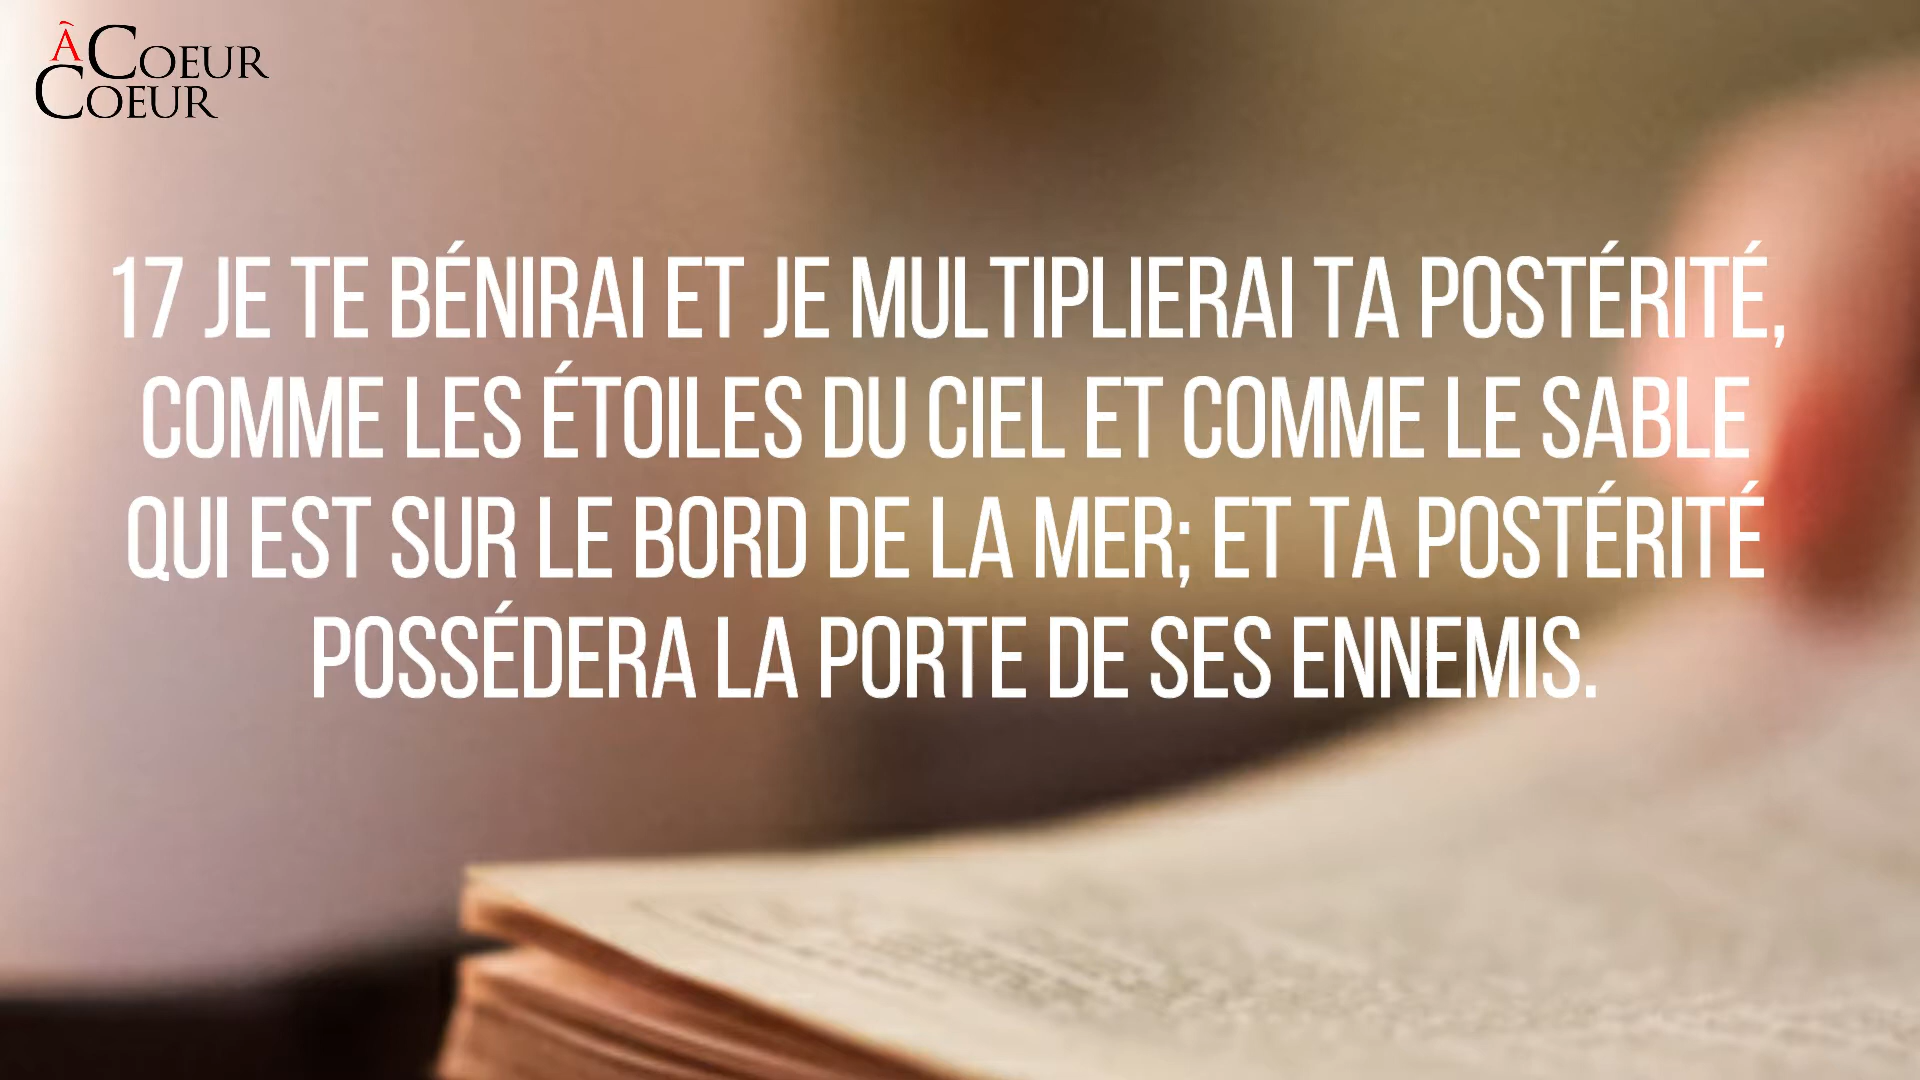 À COEUR
COEUR
17 JE TE BÉNIRAI ET JE MULTIPLIERAI TA POSTÉRITÉ,
COMME LES ÉTOILES DU CIEL ET COMME LE SABLE
QUI EST SUR LE BORD DE LA MER; ET TA POSTÉRITÉ
POSSÉDERA LA PORTE DE SES ENNEMIS.